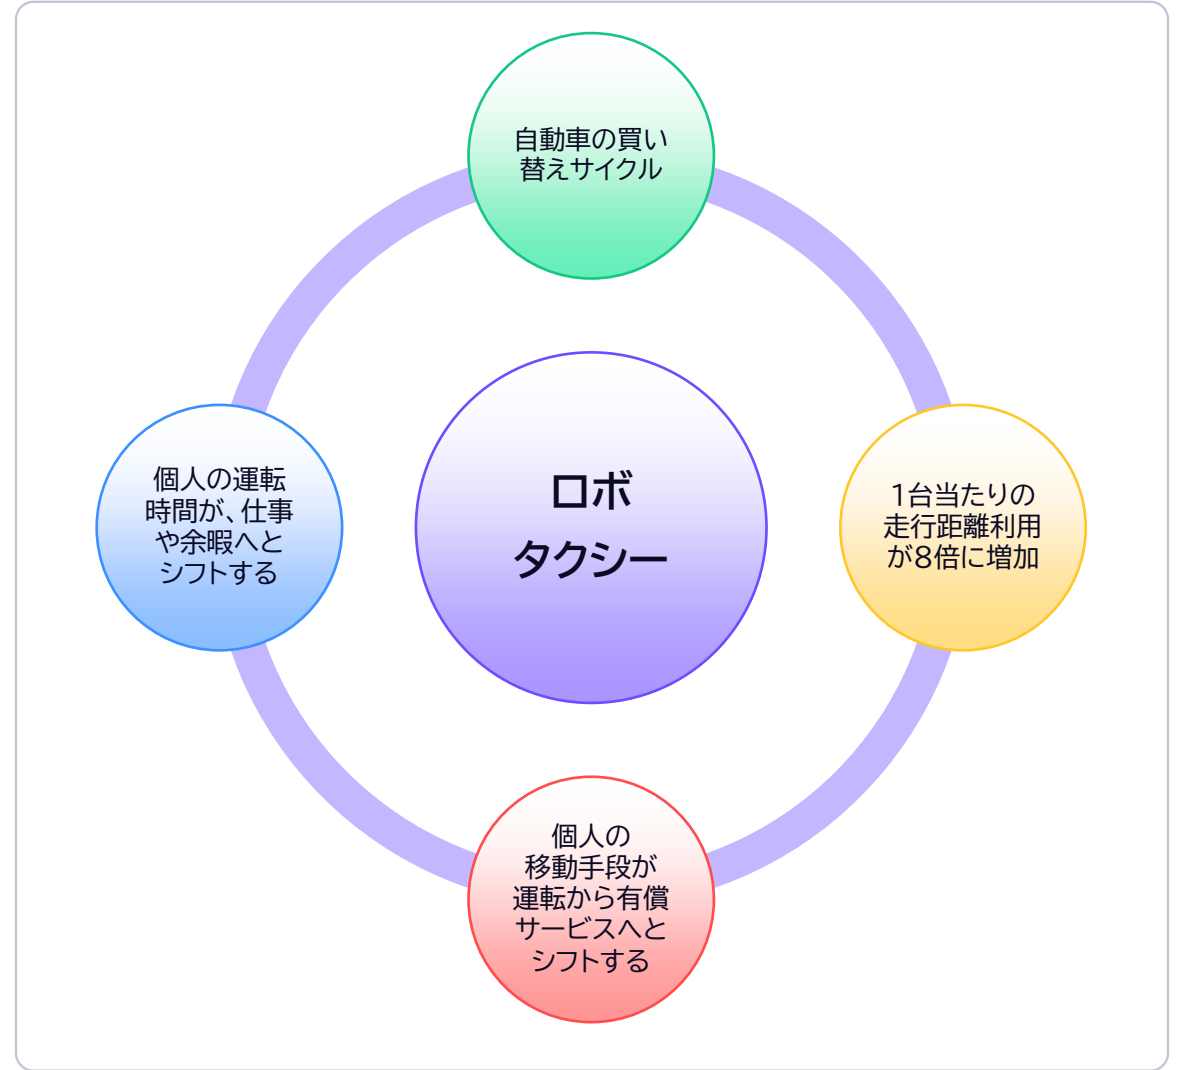 自動車の買い
替えサイクル
個人の運転
時間が、仕事
や余暇へと
シフトする
ロボ
タクシー
1台当たりの
走行距離利用
が8倍に増加
個人の
移動手段が
運転から有償
サービスへと
シフトする